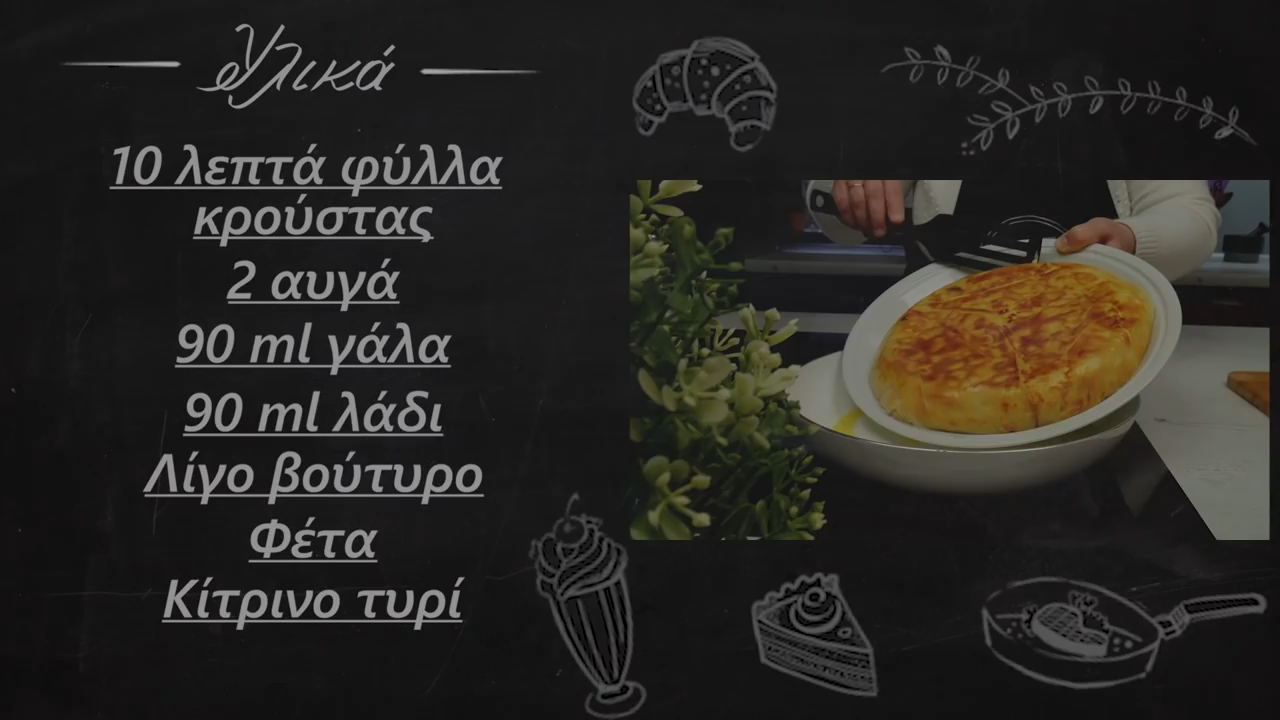 Υλικά
10 λεπτά φύλλα
κρούστας
2 αυγά
90 ml γάλα
90 ml λάδι
Λίγο βούτυρο
Φέτα
Κίτρινο τυρί